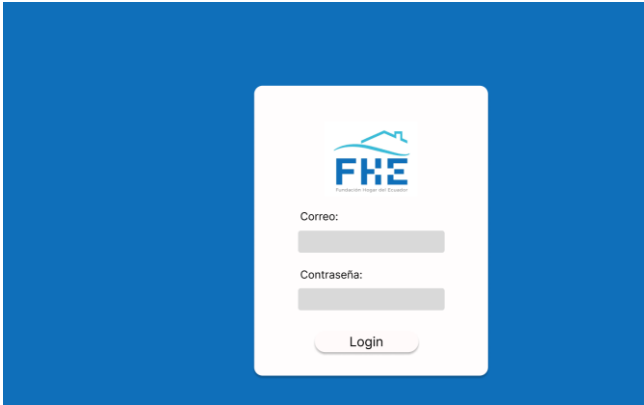 FHE
Fundación Hogar del Ecuador
Correo:
Contraseña:
Login